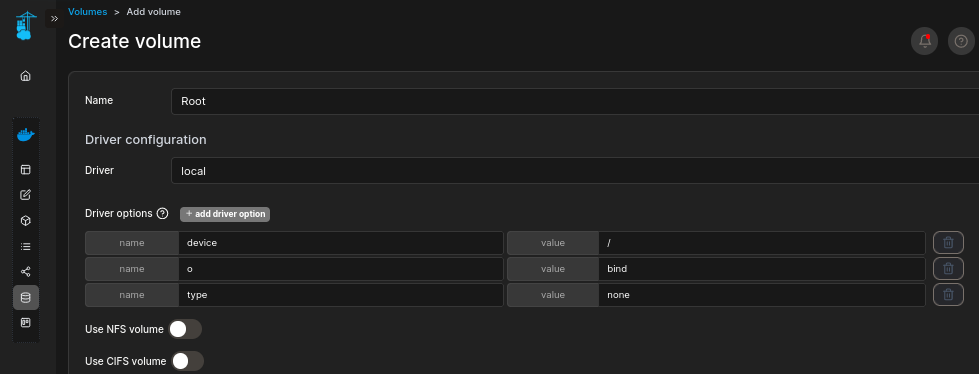 Volumes > Add volume
Create volume
Name Root
Driver configuration
Driver local
Driver options + add driver option
name device value /
name o value bind
name type value none
Use NFS volume
Use CIFS volume